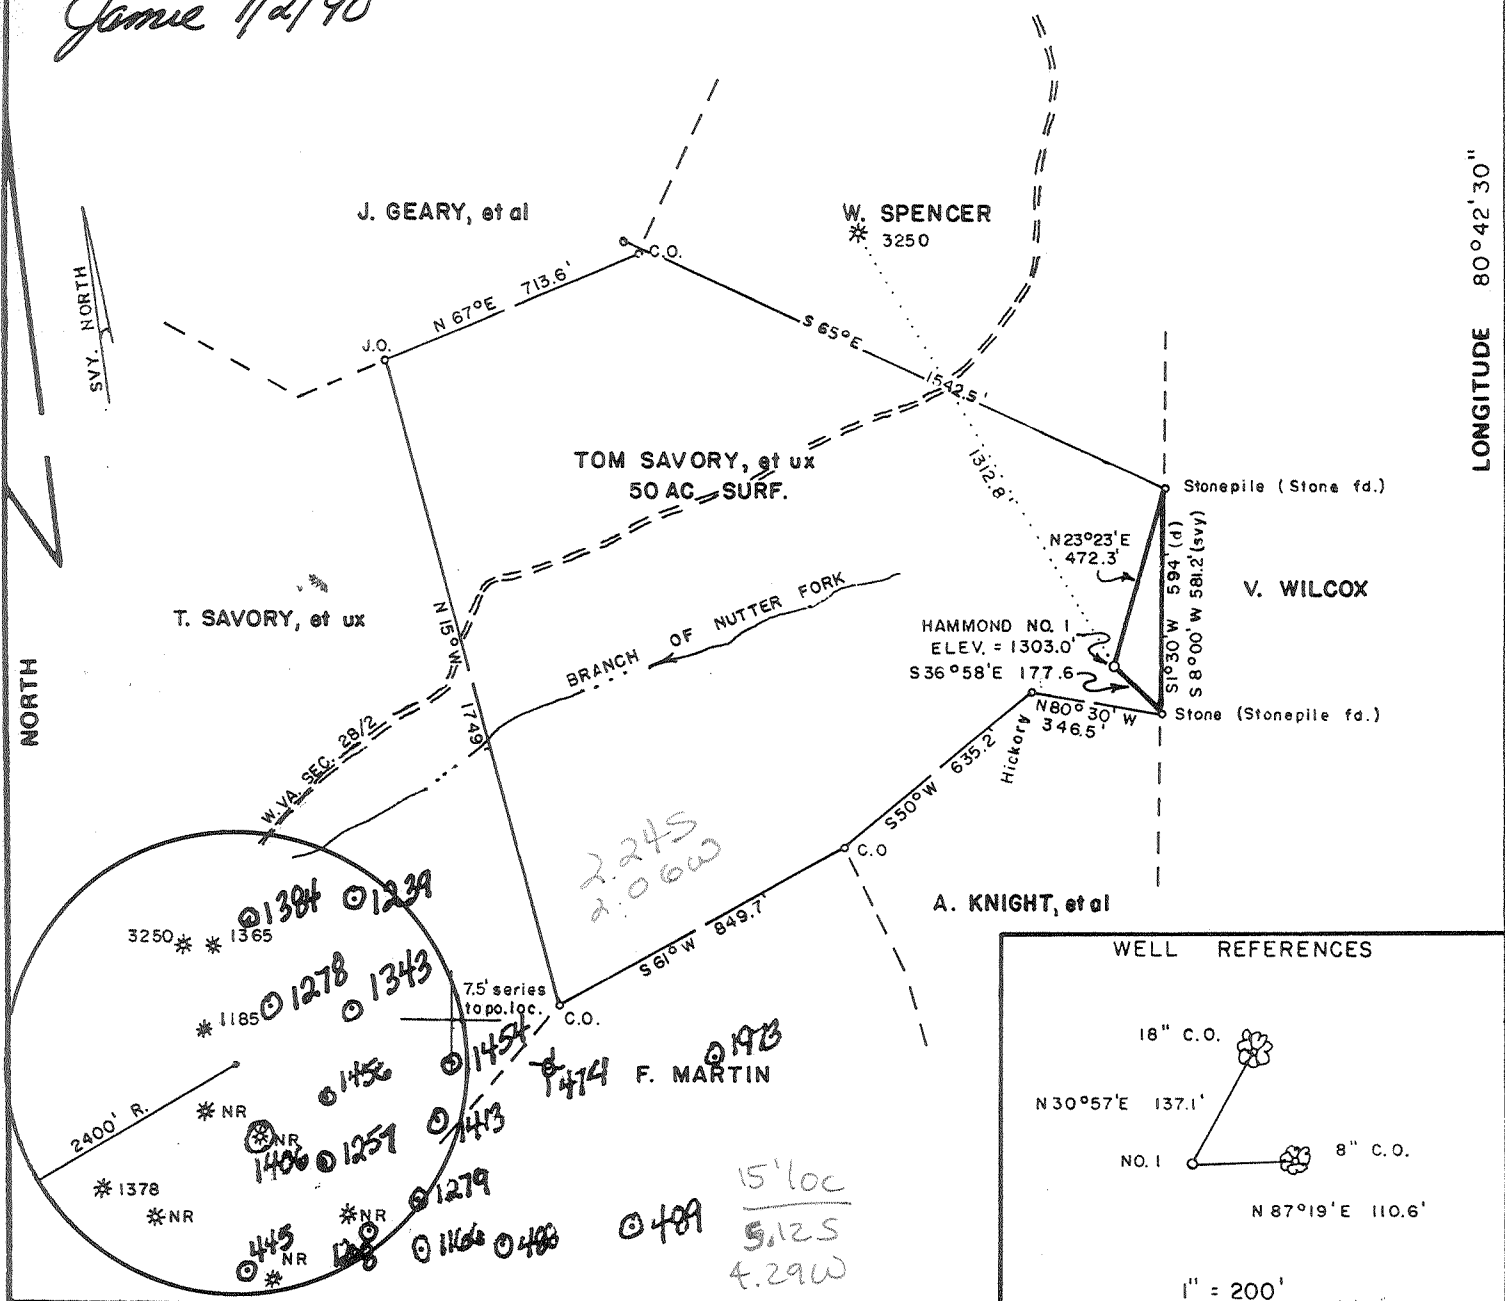 Jamie 1/2/90
J. GEARY, et al
W. SPENCER
3250
LONGITUDE 80°42'30"
SVY. NORTH
N 67°E 713.6'
C.O.
J.O.
S 65°E
1542.5'
TOM SAVORY, et ux
50 AC. SURF.
1312.8'
Stonepile (Stone fd.)
N23°23'E
472.3'
S1°30'W 594' (d)
S 8°00'W 581.2' (svy)
V. WILCOX
T. SAVORY, et ux
N 15°W
1749'
BRANCH OF NUTTER FORK
HAMMOND NO. 1
ELEV. = 1303.0'
S36°58'E 177.6
NORTH
N80°30' W
346.5'
Stone (Stonepile fd.)
Hickory
W.VA. SEC. 28/2
S50°W 635.2'
2.24S
2.06W
C.O
S61°W 849.7'
A. KNIGHT, et al
1384
1239
3250
1365
1278
1343
7.5' series
topo. loc.
C.O.
1185
1454
474
F. MARTIN
1973
1456
2400' R.
NR
NR
1406
1259
1413
1378
NR
NR
1279
445
NR
1166
480
489
15' loc
5.12S
4.29W
WELL REFERENCES
18" C.O.
N30°57'E 137.1'
NO. 1
8" C.O.
N 87°19'E 110.6'
1" = 200'